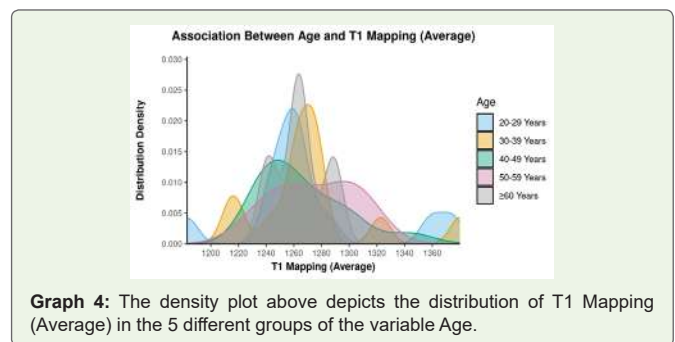 Association Between Age and T1 Mapping (Average)
0.030
0.025
0.020
0.015
0.010
0.005
0.000
Distribution Density
1200 1220 1240 1260 1280 1300 1320 1340 1360
T1 Mapping (Average)
Age
20-29 Years
30-39 Years
40-49 Years
50-59 Years
≥60 Years
Graph 4: The density plot above depicts the distribution of T1 Mapping
(Average) in the 5 different groups of the variable Age.